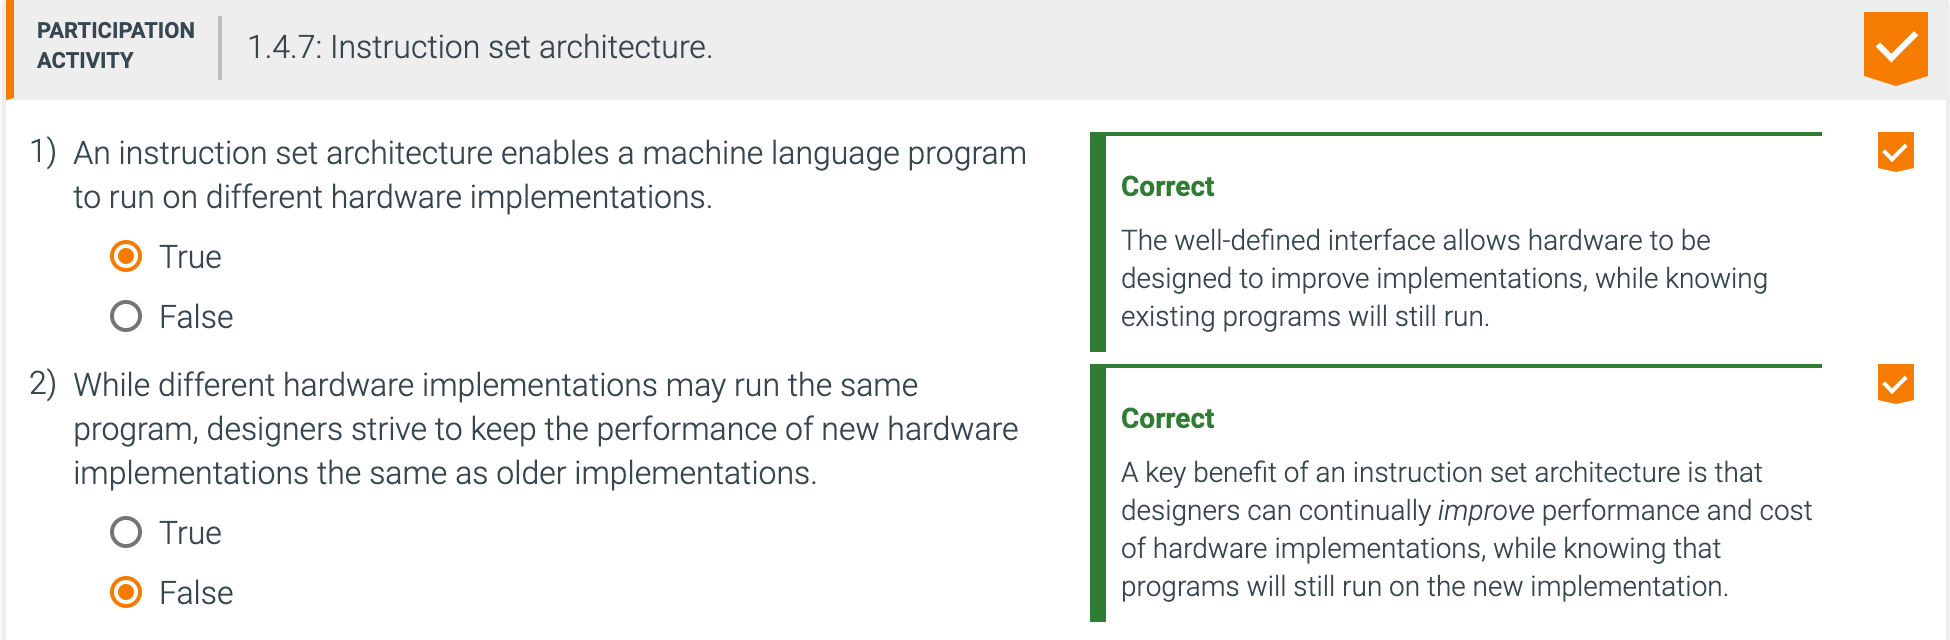 PARTICIPATION
ACTIVITY
1.4.7: Instruction set architecture.
1) An instruction set architecture enables a machine language program
to run on different hardware implementations.
True
False
Correct
The well-defined interface allows hardware to be
designed to improve implementations, while knowing
existing programs will still run.
2) While different hardware implementations may run the same
program, designers strive to keep the performance of new hardware
implementations the same as older implementations.
True
False
Correct
A key benefit of an instruction set architecture is that
designers can continually improve performance and cost
of hardware implementations, while knowing that
programs will still run on the new implementation.